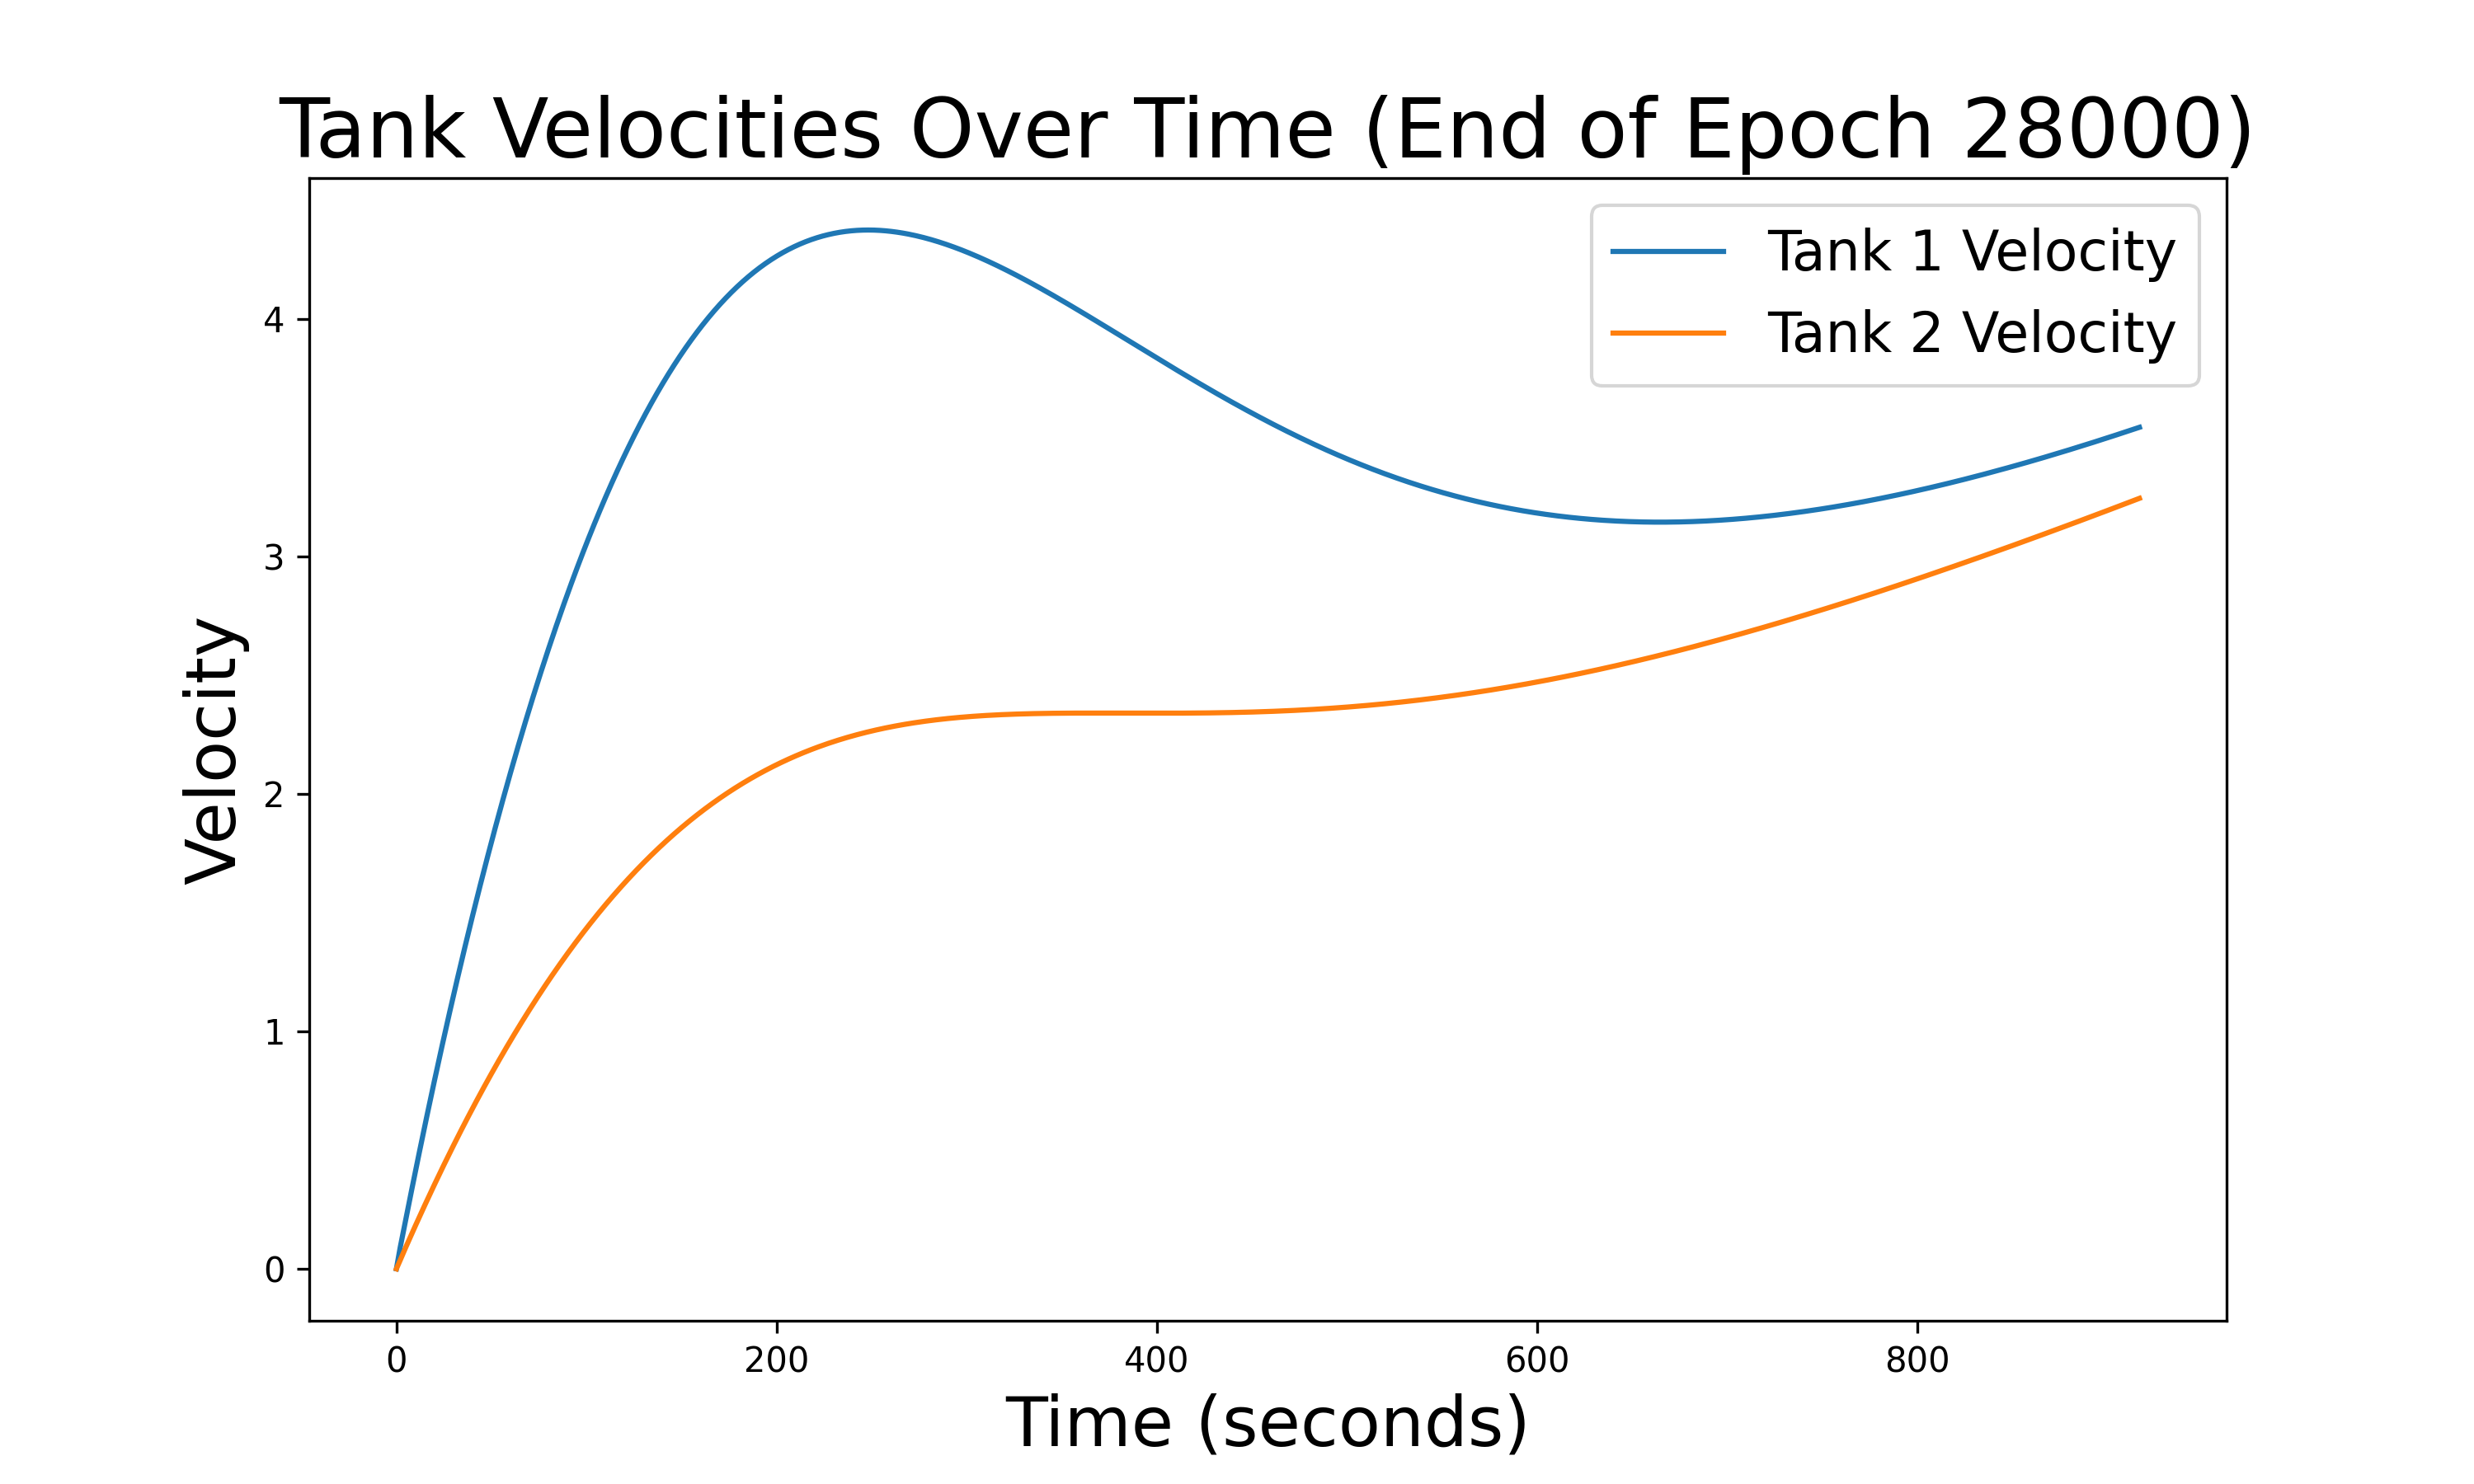 Tank Velocities Over Time (End of Epoch 28000)
Tank 1 Velocity
Tank 2 Velocity
4
3
2
1
0
Velocity
0 200 400 600 800
Time (seconds)